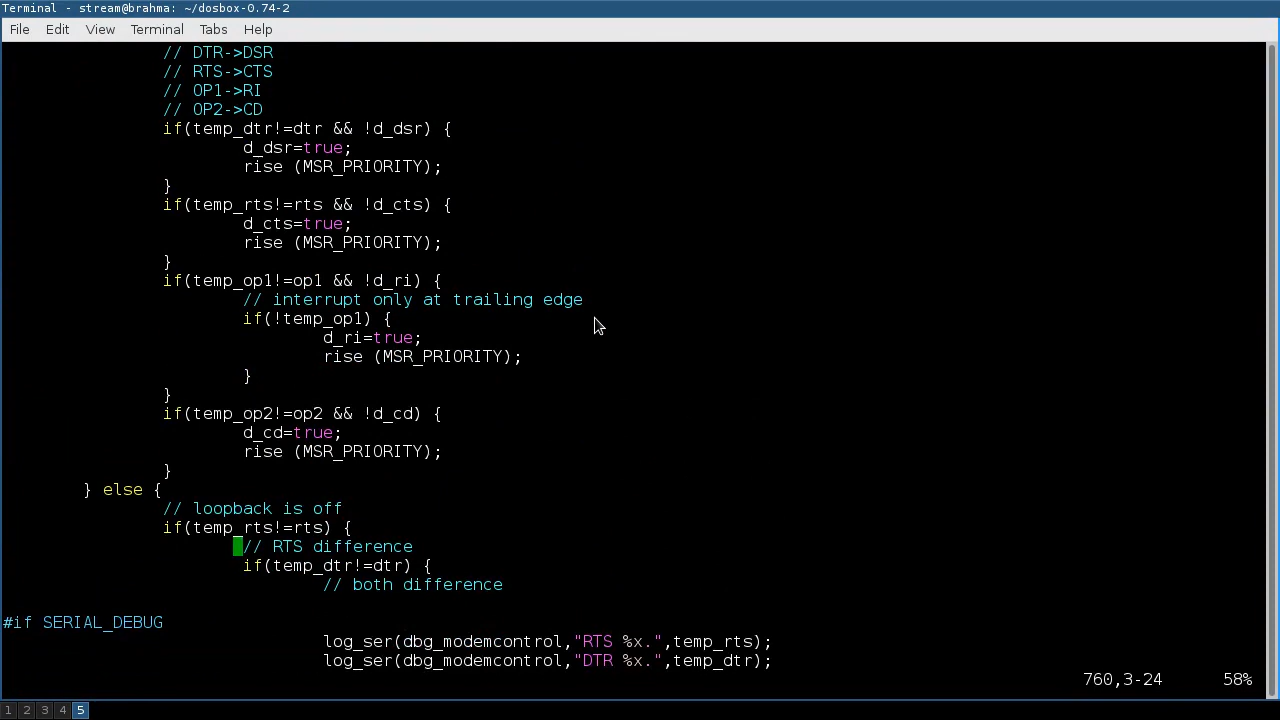 Terminal - stream@brahma: ~/dosbox-0.74-2
File Edit View Terminal Tabs Help
// DTR->DSR
// RTS->CTS
// OP1->RI
// OP2->CD
if(temp_dtr!=dtr && !d_dsr) {
d_dsr=true;
rise (MSR_PRIORITY);
}
if(temp_rts!=rts && !d_cts) {
d_cts=true;
rise (MSR_PRIORITY);
}
if(temp_op1!=op1 && !d_ri) {
// interrupt only at trailing edge
if(!temp_op1) {
d_ri=true;
rise (MSR_PRIORITY);
}
}
if(temp_op2!=op2 && !d_cd) {
d_cd=true;
rise (MSR_PRIORITY);
}
} else {
// loopback is off
if(temp_rts!=rts) {
// RTS difference
if(temp_dtr!=dtr) {
// both difference
#if SERIAL_DEBUG
log_ser(dbg_modemcontrol,"RTS %x.",temp_rts);
log_ser(dbg_modemcontrol,"DTR %x.",temp_dtr);
760,3-24 58%
1 2 3 4 5